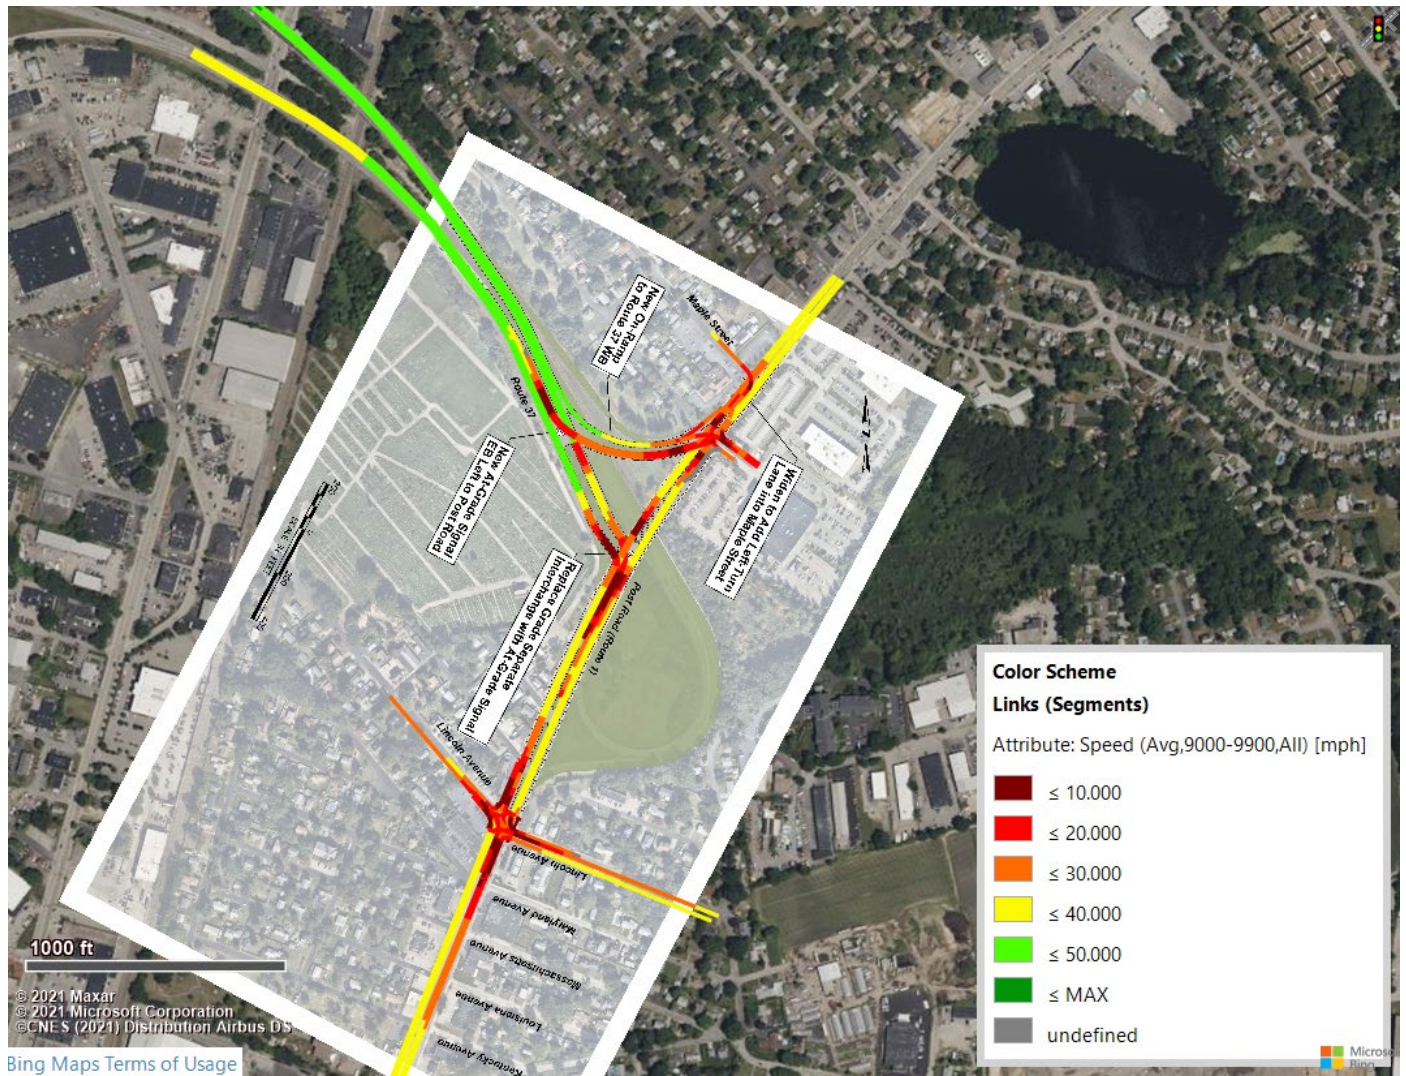 New On-Ramp
to Route 37 WB
Maple Street
Route 37
New At-Grade Signal
EB Left to Post Road
Widen to Add Left-Turn
Lane into Maple Street
Replace Grade Separate
Interchange with At-Grade Signal
Post Road (Route 1)
Lincoln Avenue
Lincoln Avenue
Maryland Avenue
Massachusetts Avenue
Louisiana Avenue
Kentucky Avenue
Color Scheme
Links (Segments)
Attribute: Speed (Avg,9000-9900,All) [mph]
≤ 10.000
≤ 20.000
≤ 30.000
≤ 40.000
≤ 50.000
≤ MAX
undefined
1000 ft
© 2021 Maxar
© 2021 Microsoft Corporation
©CNES (2021) Distribution Airbus DS
Bing Maps Terms of Usage